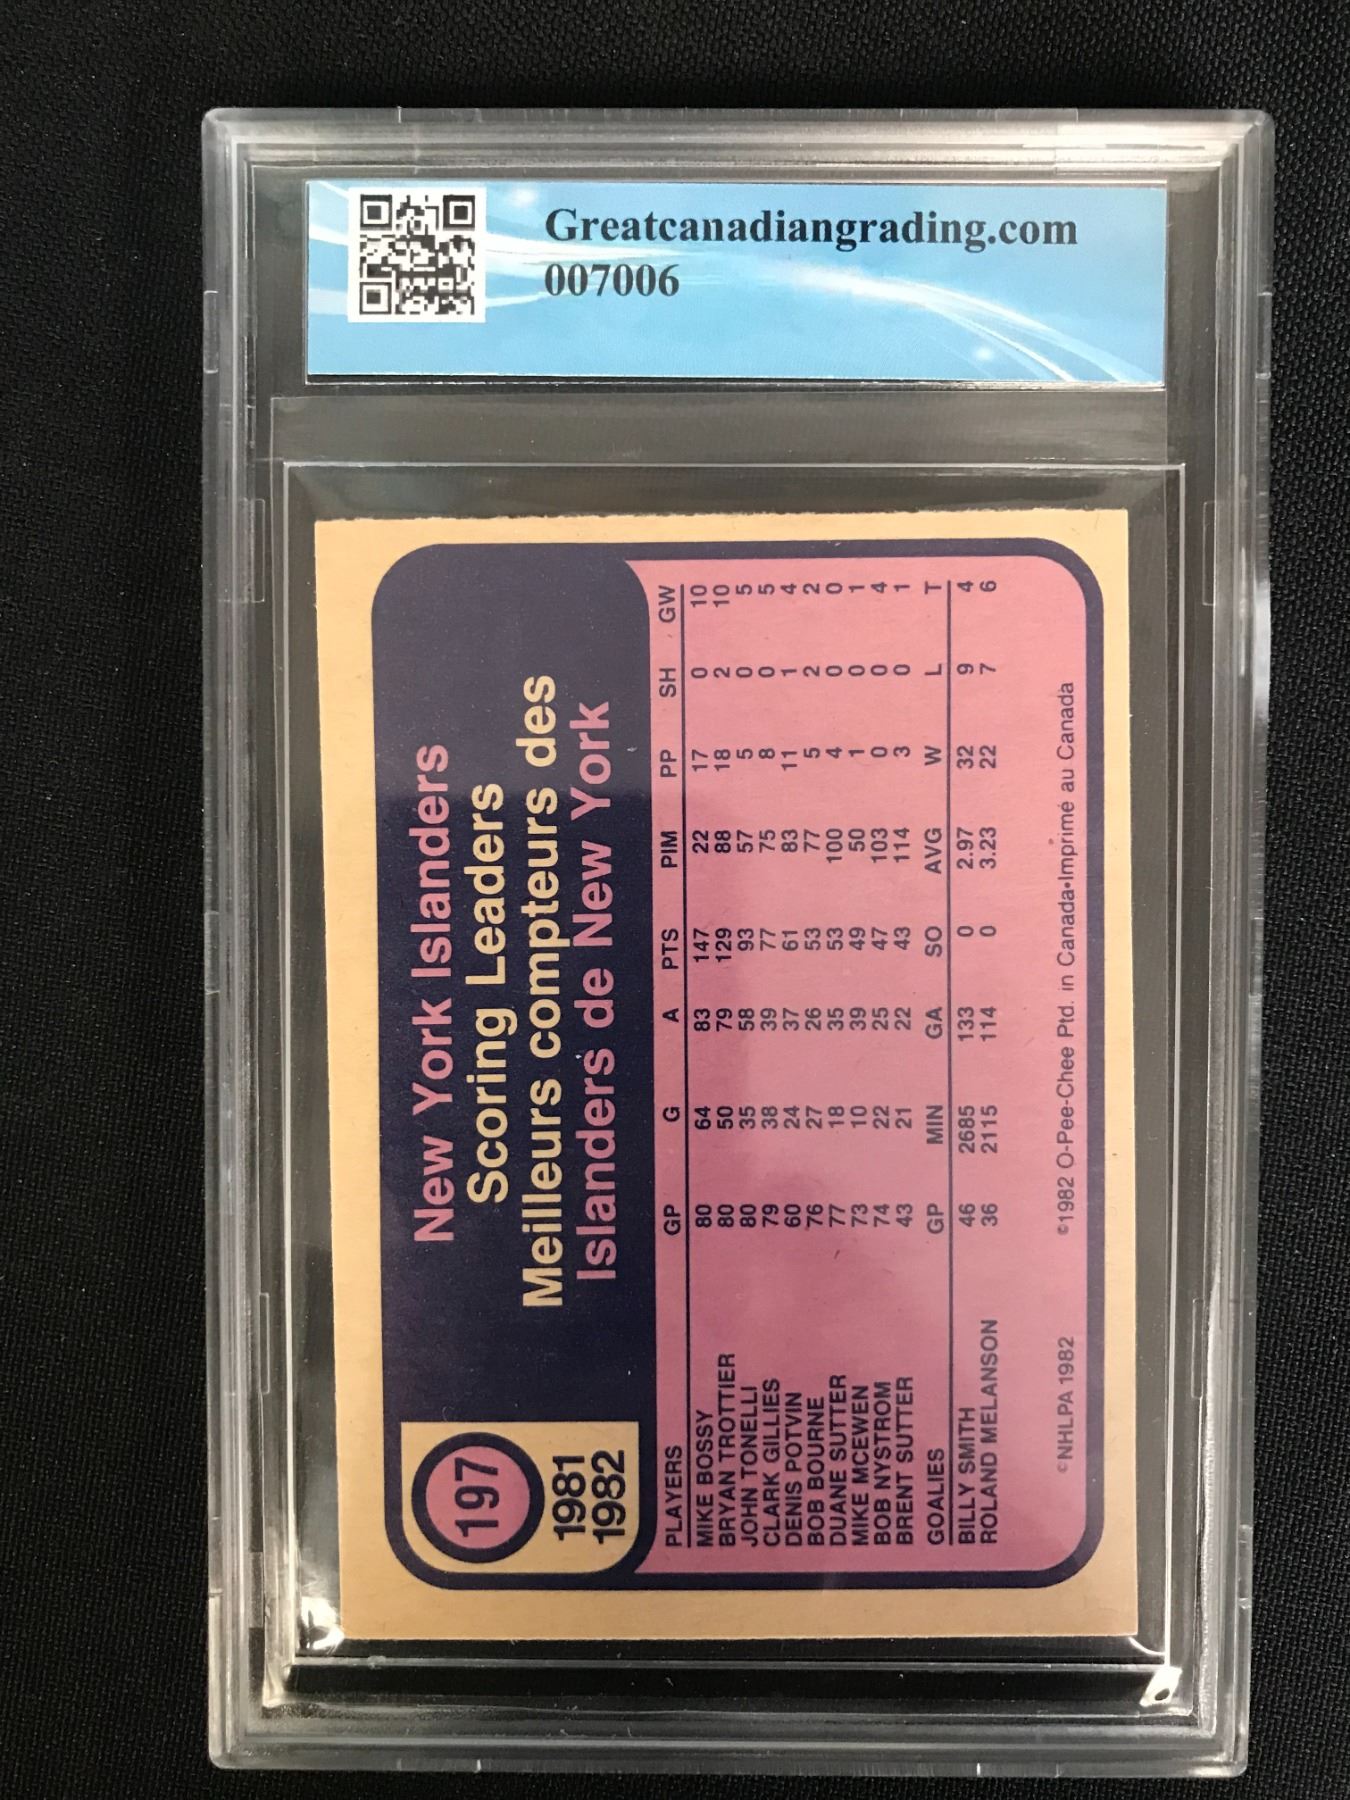 Greatcanadiangrading.com
007006
197
1981
1982
New York Islanders
Scoring Leaders
Meilleurs compteurs des
Islanders de New York
PLAYERS GP G A PTS PIM PP SH GW
MIKE BOSSY 80 64 83 147 22 17 0 10
BRYAN TROTTIER 80 50 79 129 88 18 2 10
JOHN TONELLI 80 35 58 93 57 5 0 5
CLARK GILLIES 79 38 39 77 75 8 0 5
DENIS POTVIN 60 24 37 61 83 11 1 4
BOB BOURNE 76 27 26 53 77 5 2 2
DUANE SUTTER 77 18 35 53 100 4 0 0
MIKE MCEWEN 73 10 39 49 50 1 0 1
BOB NYSTROM 74 22 25 47 103 0 0 4
BRENT SUTTER 43 21 22 43 114 3 0 1
GOALIES GP MIN GA SO AVG W L T
BILLY SMITH 46 2685 133 0 2.97 32 9 4
ROLAND MELANSON 36 2115 114 0 3.23 22 7 6
©NHLPA 1982 ©1982 O-Pee-Chee Ptd. in Canada•Imprimé au Canada